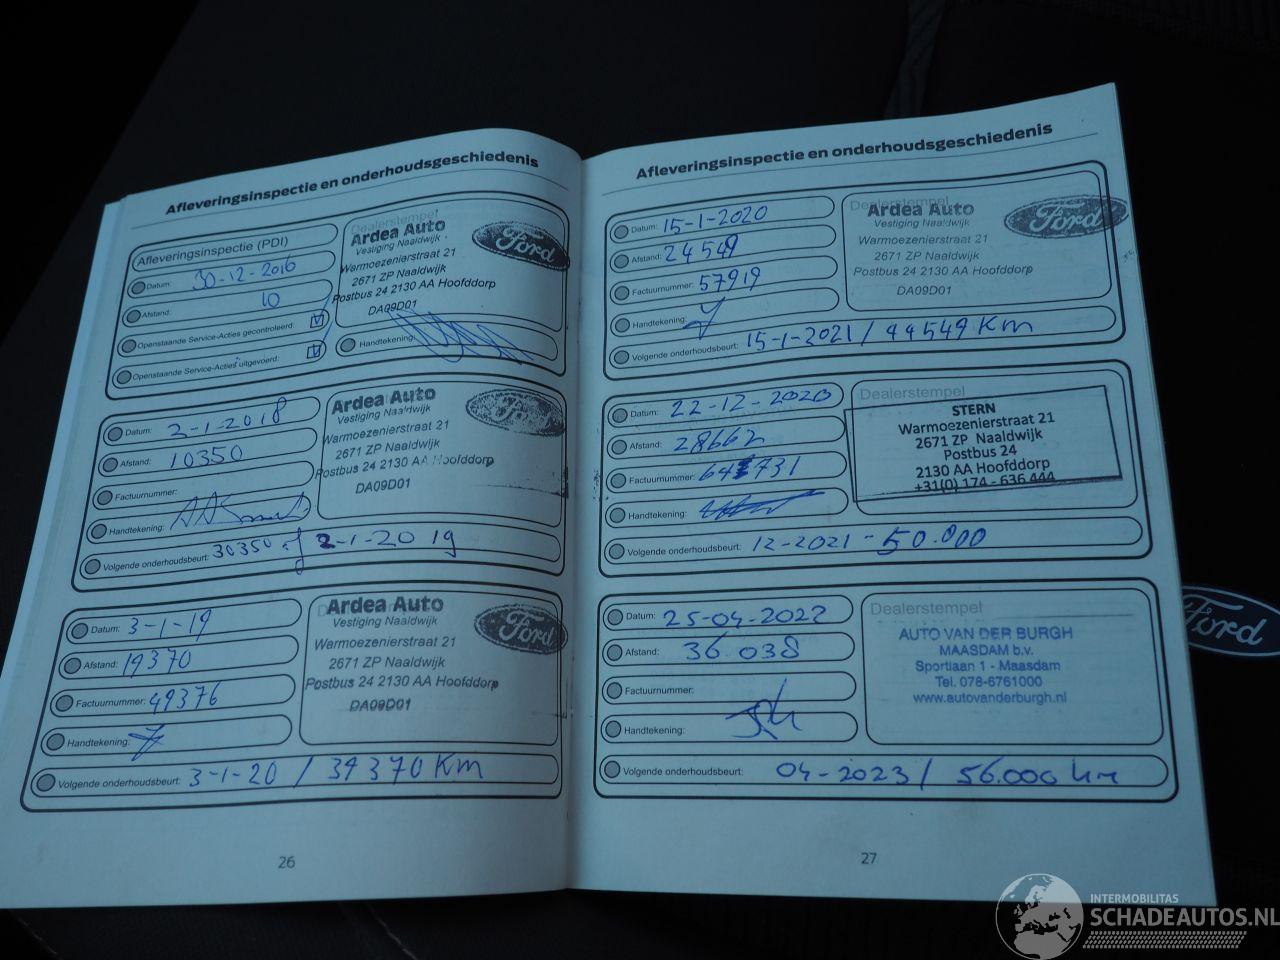 Afleveringsinspectie en onderhoudsgeschiedenis
Afleveringsinspectie (PDI)
Datum: 30-12-2016
Afstand: 10
Openstaande Service-Acties gecontroleerd:
Openstaande Service-Acties uitgevoerd:
Dealerstempel
Ardea Auto
Vestiging Naaldwijk
Warmoezenierstraat 21
2671 ZP Naaldwijk
Postbus 24 2130 AA Hoofddorp
DA09D01
Ford
Handtekening:
Datum: 2-1-2018
Afstand: 10350
Factuurnummer:
Handtekening:
Volgende onderhoudsbeurt: 30350 of 2-1-2019
Ardea Auto
Vestiging Naaldwijk
Warmoezenierstraat 21
2671 ZP Naaldwijk
Postbus 24 2130 AA Hoofddorp
DA09D01
Ford
Datum: 3-1-19
Afstand: 19370
Factuurnummer: 49376
Handtekening:
Volgende onderhoudsbeurt: 3-1-20 / 39370 Km
Ardea Auto
Vestiging Naaldwijk
Warmoezenierstraat 21
2671 ZP Naaldwijk
Postbus 24 2130 AA Hoofddorp
DA09D01
Ford
26
Afleveringsinspectie en onderhoudsgeschiedenis
Datum: 15-1-2020
Afstand: 24549
Factuurnummer: 57919
Handtekening:
Volgende onderhoudsbeurt: 15-1-2021 / 44549 Km
Dealerstempel
Ardea Auto
Vestiging Naaldwijk
Warmoezenierstraat 21
2671 ZP Naaldwijk
Postbus 24 2130 AA Hoofddorp
DA09D01
Ford
Datum: 22-12-2020
Afstand: 28662
Factuurnummer:
Handtekening:
Volgende onderhoudsbeurt: 12-2021 - 50.000
Dealerstempel
STERN
Warmoezenierstraat 21
2671 ZP Naaldwijk
Postbus 24
2130 AA Hoofddorp
+31(0) 174 - 636 444
Datum: 25-04-2022
Afstand: 36.038
Factuurnummer:
Handtekening:
Volgende onderhoudsbeurt: 04-2023 / 56.000 km
Dealerstempel
AUTO VAN DER BURGH
MAASDAM b.v.
Sportlaan 1 - Maasdam
Tel. 078-6761000
www.autovanderburgh.nl
27
Ford
INTERMOBILITAS
SCHADEAUTOS.NL